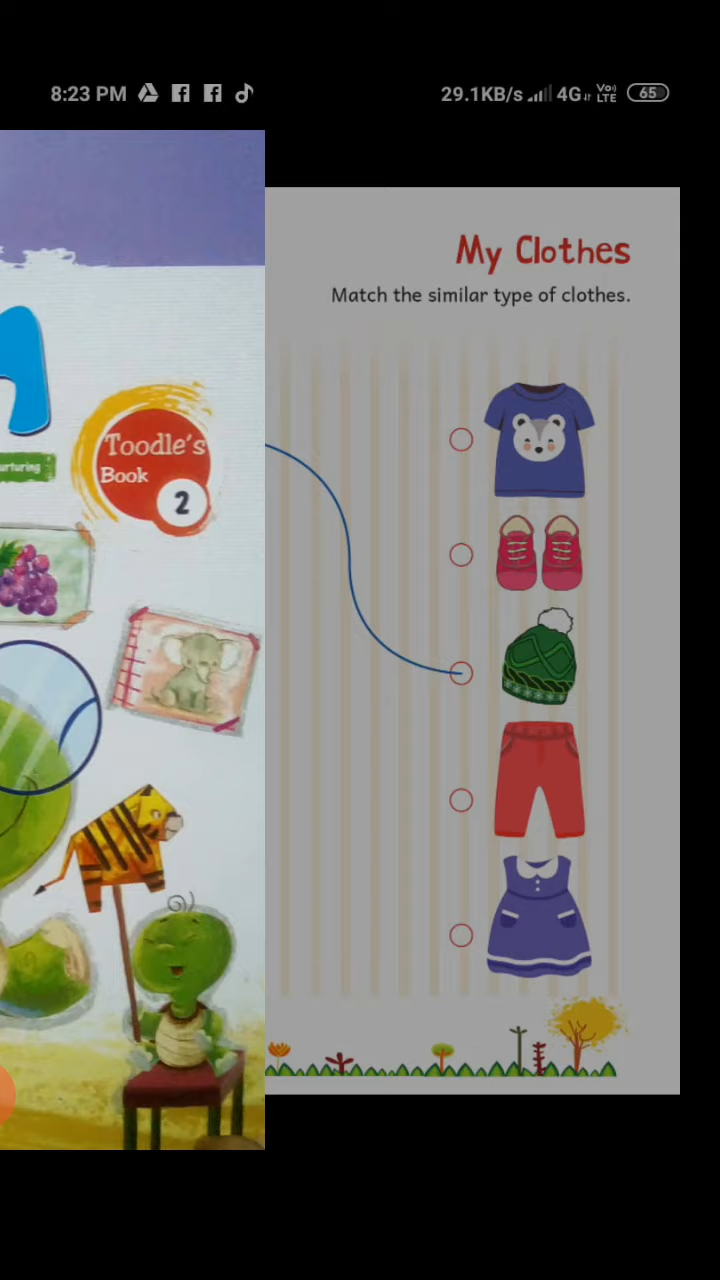 8:23 PM
29.1KB/s 4G Vo) LTE 65
My Clothes
Match the similar type of clothes.
Toodle's
Book
2